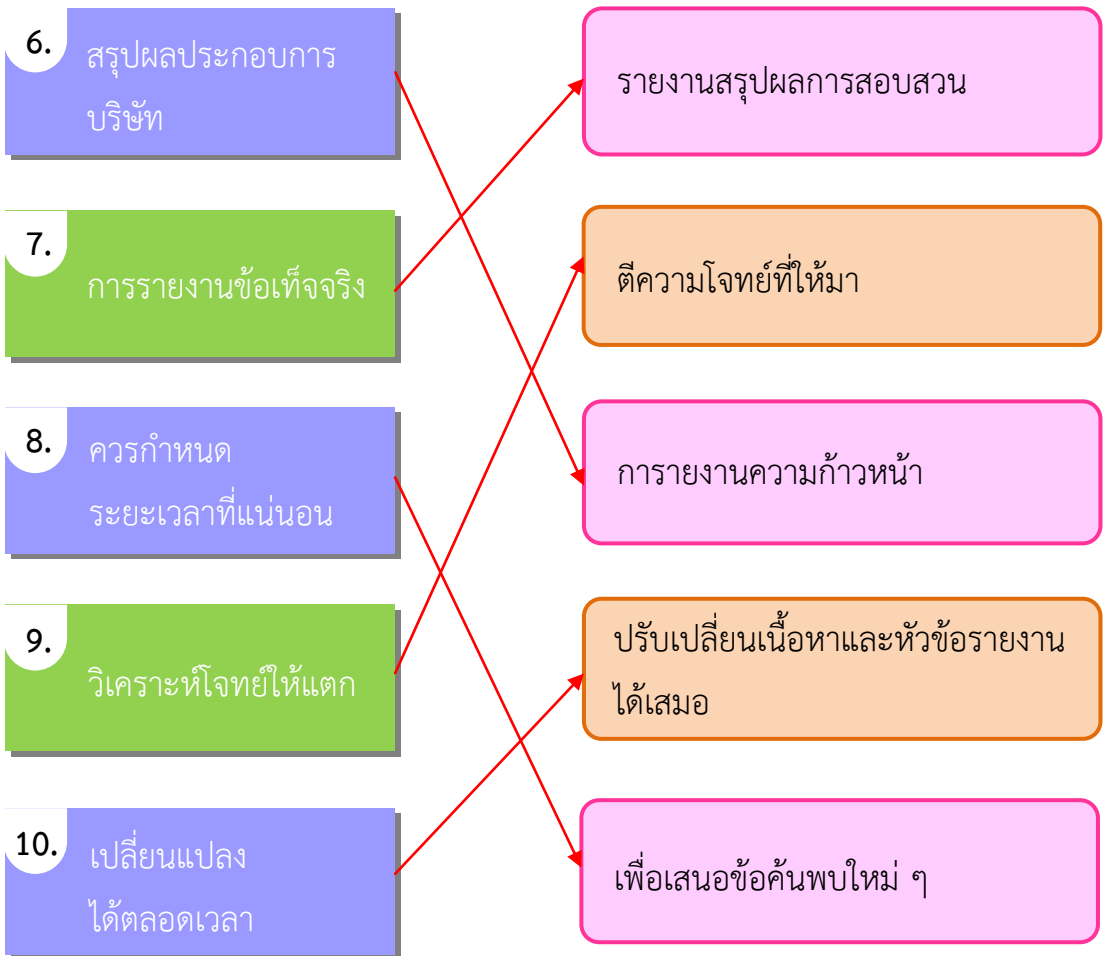 6.
สรุปผลประกอบการ
บริษัท
รายงานสรุปผลการสอบสวน
7.
การรายงานข้อเท็จจริง
ตีความโจทย์ที่ให้มา
8.
ควรกำหนด
ระยะเวลาที่แน่นอน
การายงานความก้าวหน้า
9.
วิเคราะห์โจทย์ให้แตก
ปรับเปลี่ยนเนื้อหาและหัวข้อรายงาน
ได้เสมอ
10.
เปลี่ยนแปลง
ได้ตลอดเวลา
เพื่อเสนอข้อค้นพบใหม่ ๆ